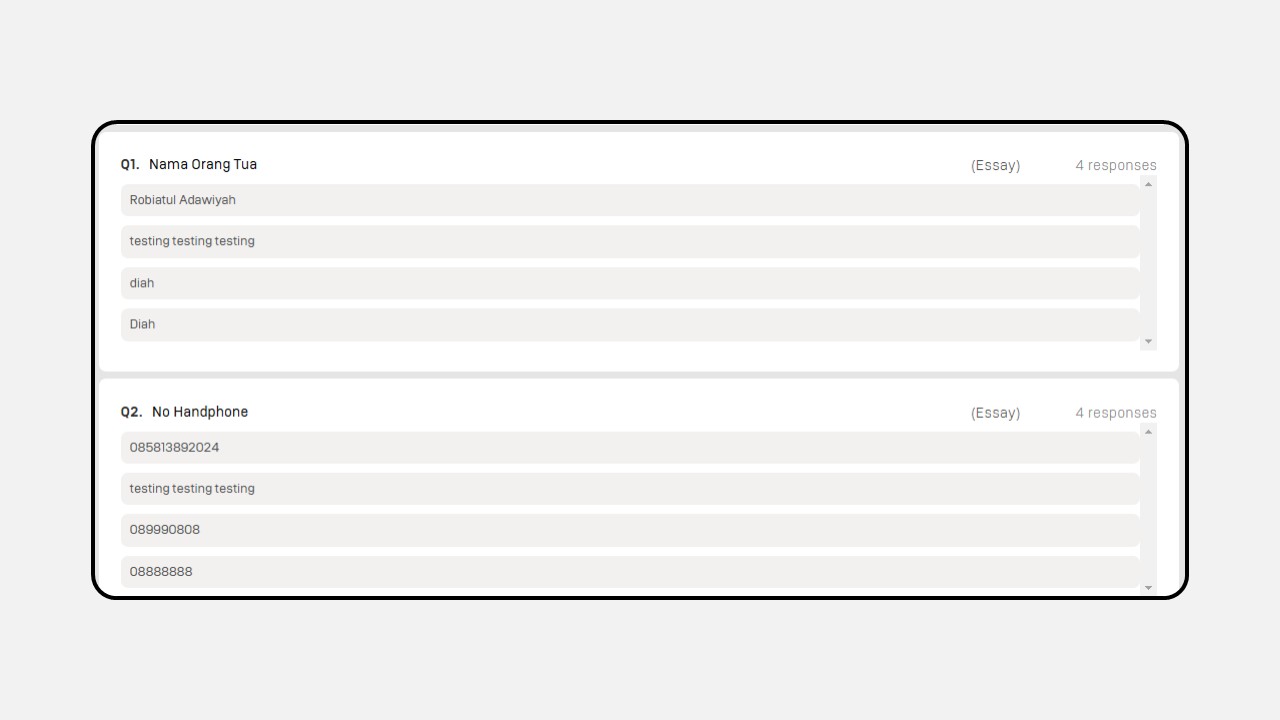 Q1. Nama Orang Tua (Essay) 4 responses
Robiatul Adawiyah
testing testing testing
diah
Diah
Q2. No Handphone (Essay) 4 responses
085813892024
testing testing testing
089990808
08888888